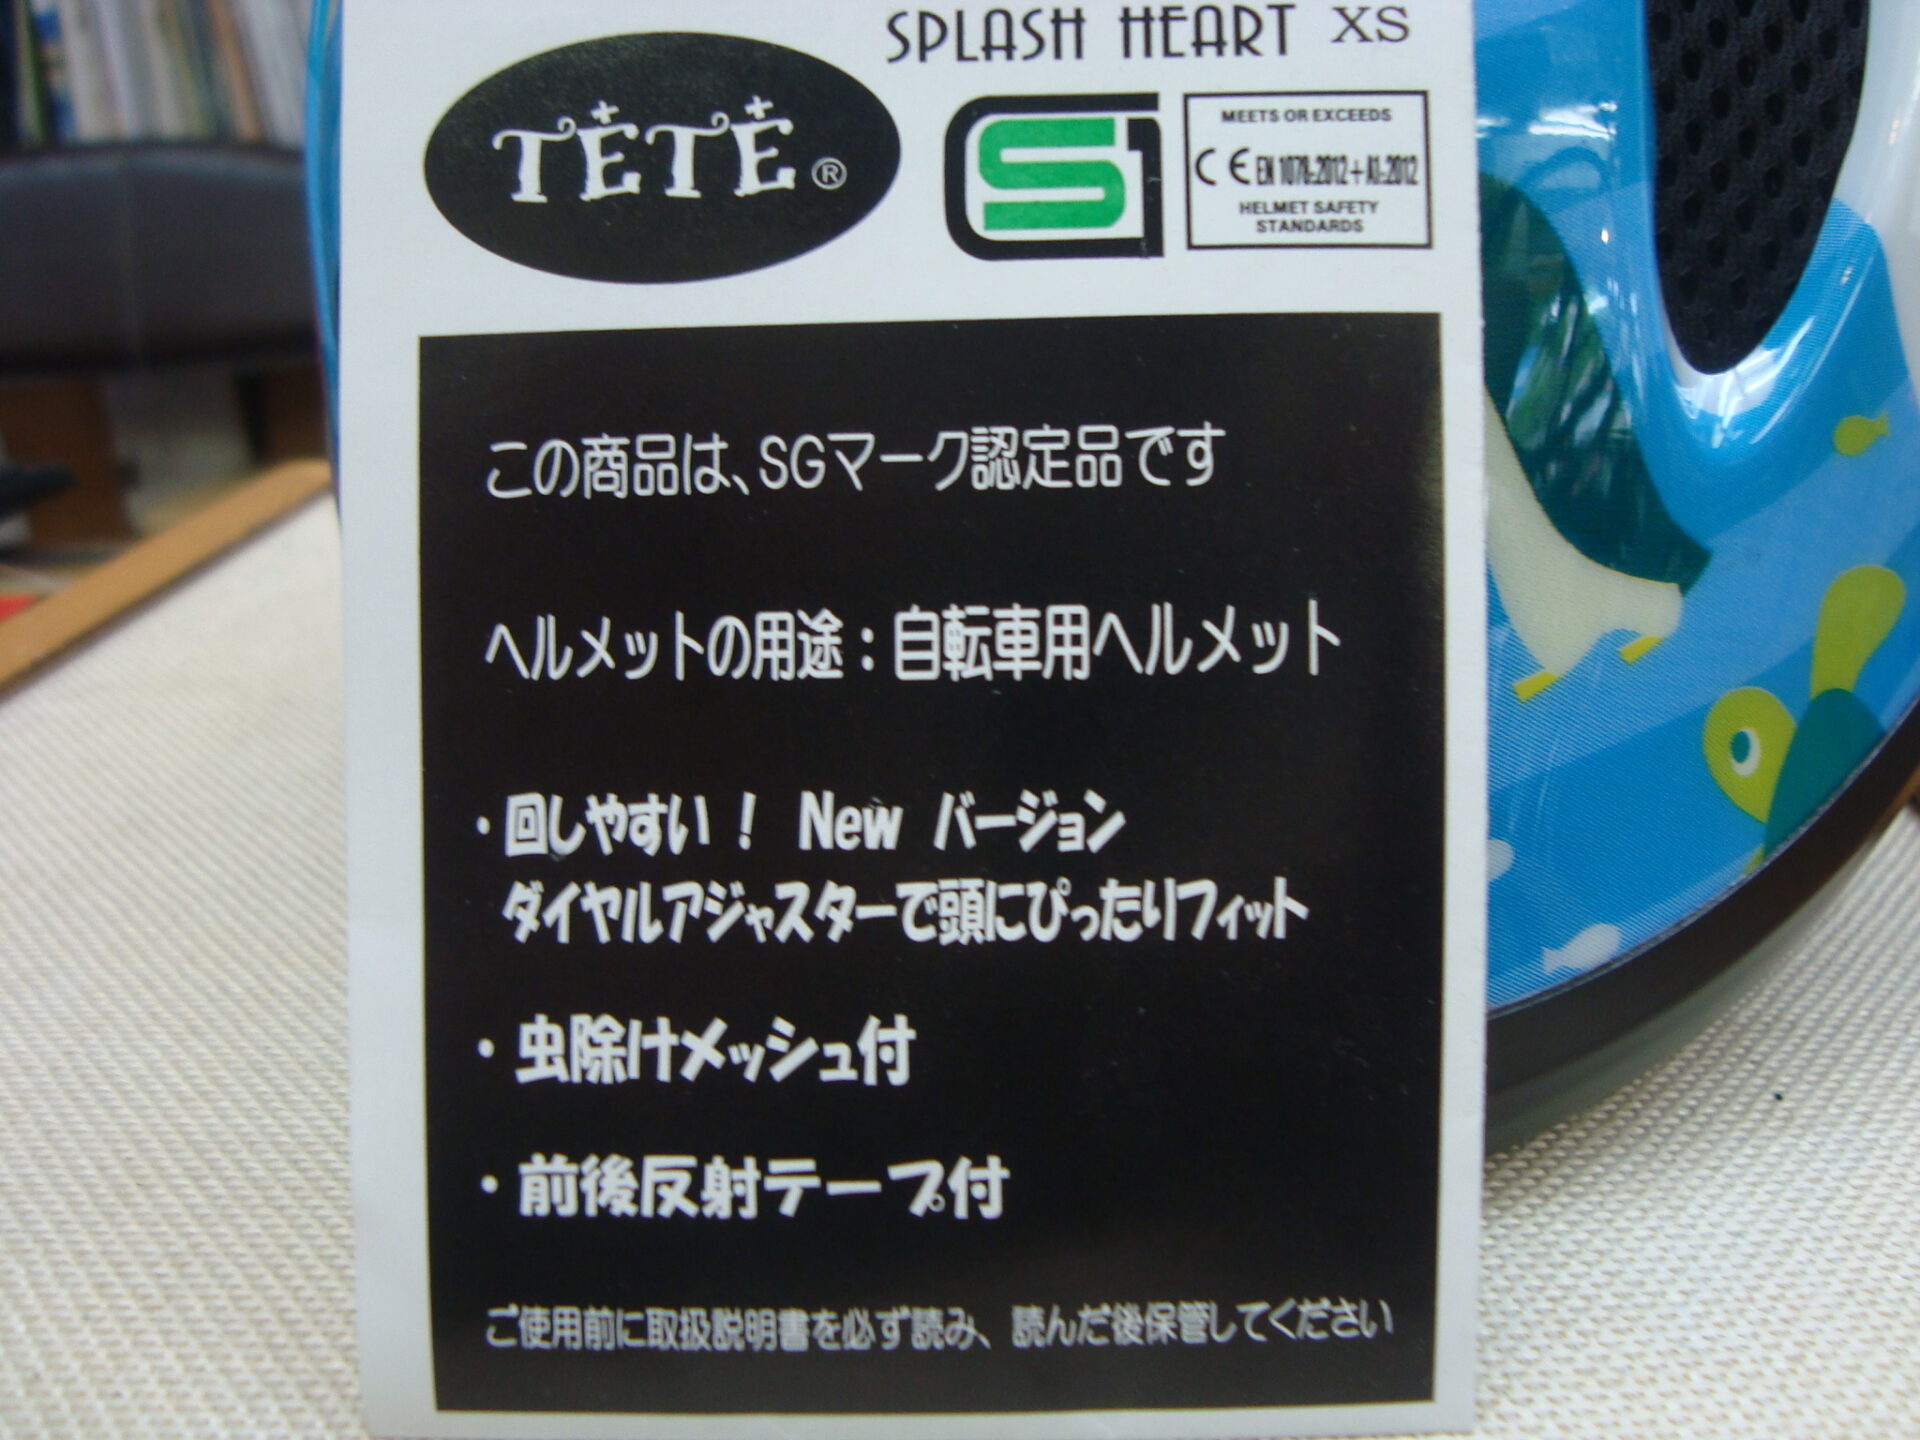 SPLASH HEART XS
TETE®
SG
MEETS OR EXCEEDS
CE EN 1078:2012+A1:2012
HELMET SAFETY
STANDARDS
この商品は、SGマーク認定品です
ヘルメットの用途：自転車用ヘルメット
・回しやすい！ New バージョン
ダイヤルアジャスターで頭にぴったりフィット
・虫除けメッシュ付
・前後反射テープ付
ご使用前に取扱説明書を必ず読み、読んだ後保管してください